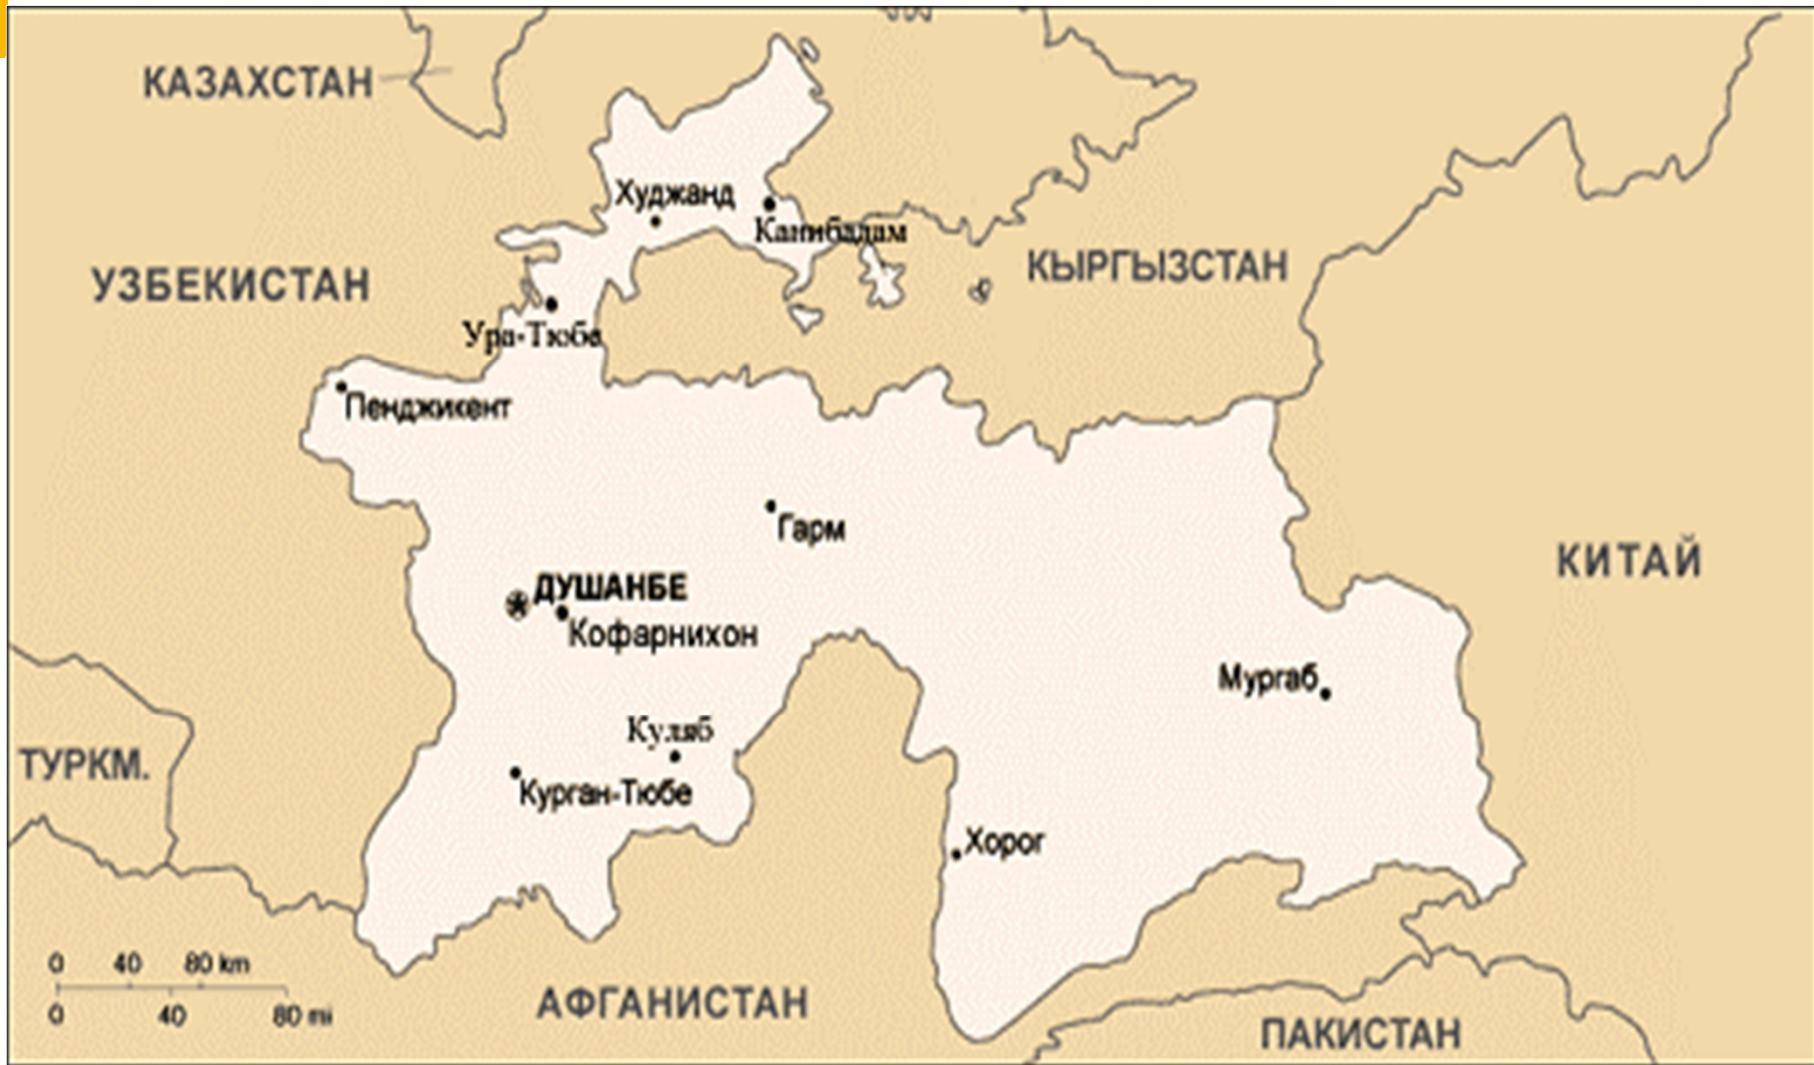 КАЗАХСТАН
Худжанд
Канибадам
КЫРГЫЗСТАН
УЗБЕКИСТАН
Ура-Тюбе
Пенджикент
Гарм
КИТАЙ
ДУШАНБЕ
Кофарнихон
Мургаб
Куляб
ТУРКМ.
Курган-Тюбе
Хорог
0 40 80 km
0 40 80 mi
АФГАНИСТАН
ПАКИСТАН